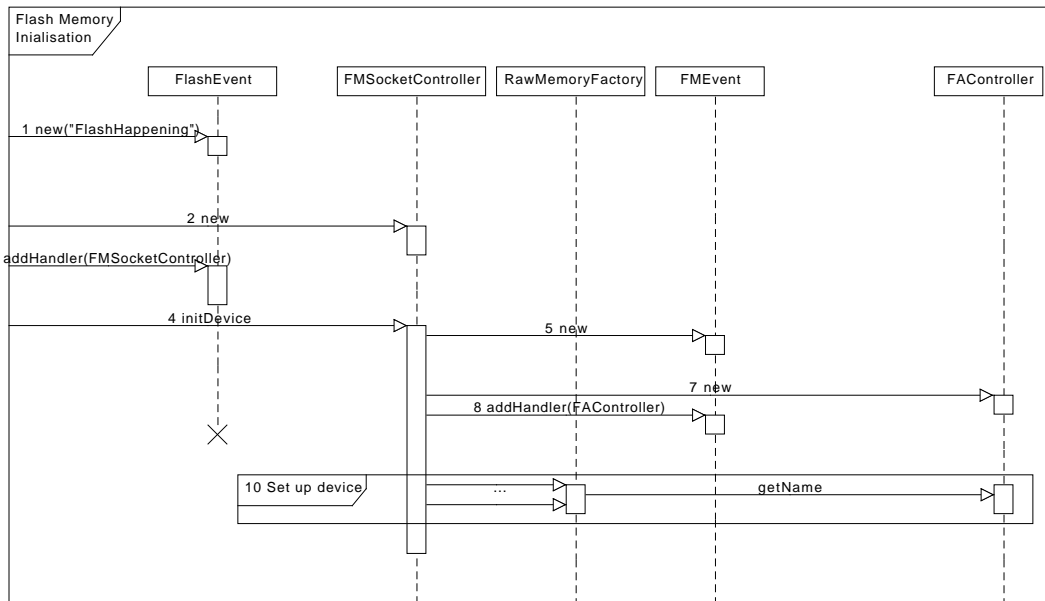 Flash Memory
Inialisation
FlashEvent
FMSocketController
RawMemoryFactory
FMEvent
FAController
1 new("FlashHappening")
2 new
addHandler(FMSocketController)
4 initDevice
5 new
7 new
8 addHandler(FAController)
10 Set up device
...
getName